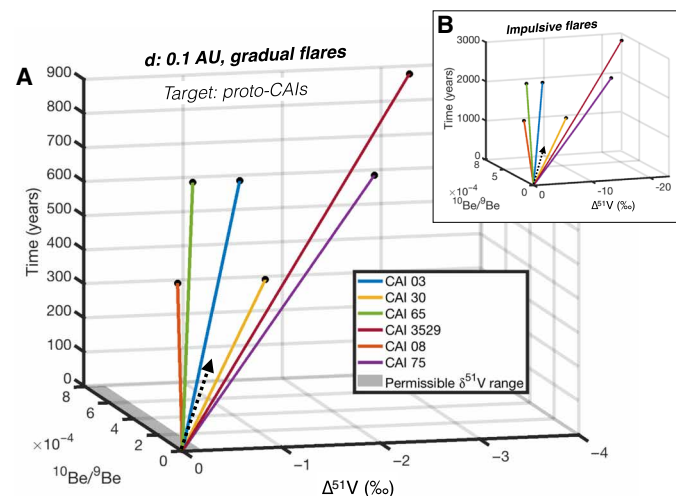 A
d: 0.1 AU, gradual flares
Target: proto-CAIs
Time (years)
900
800
700
600
500
400
300
200
100
0
8
6
4
2
0
×10⁻⁴
¹⁰Be/⁹Be
0
−1
−2
−3
−4
Δ⁵¹V (‰)
CAI 03
CAI 30
CAI 65
CAI 3529
CAI 08
CAI 75
Permissible δ⁵¹V range
B
Impulsive flares
Time (years)
3000
2000
1000
0
8
5
0
×10⁻⁴
¹⁰Be/⁹Be
0
-10
-20
Δ⁵¹V (‰)